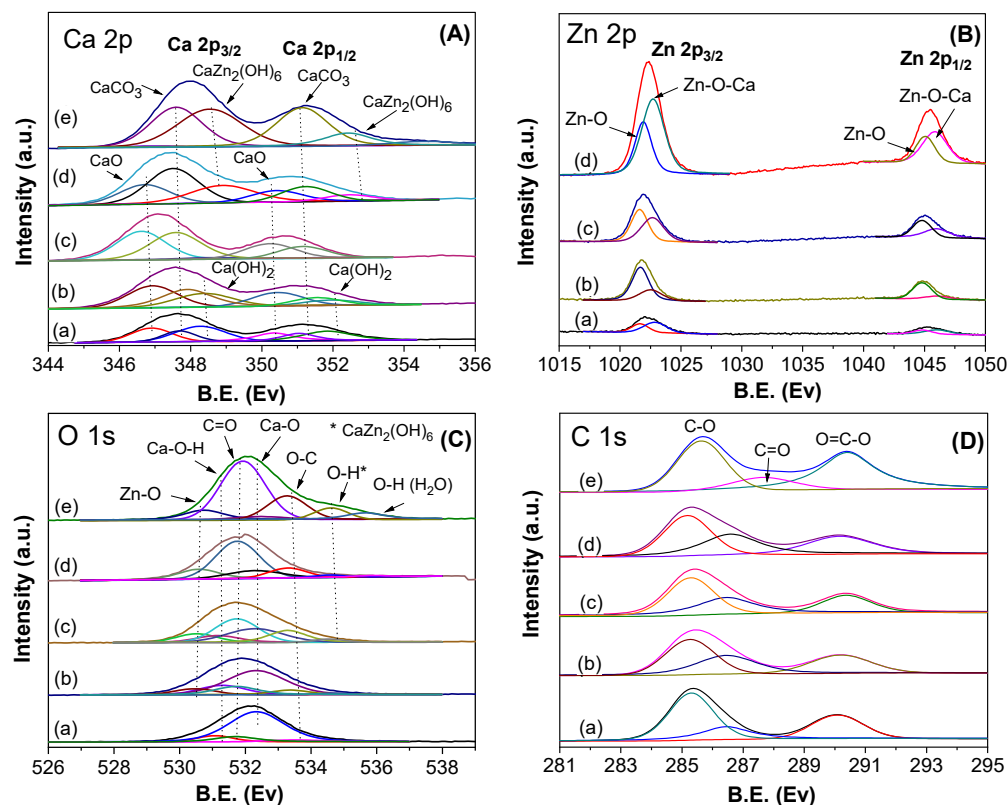 Ca 2p
(A)
Ca 2p3/2
Ca 2p1/2
CaCO3
CaZn2(OH)6
CaCO3
CaZn2(OH)6
(e)
CaO
CaO
(d)
(c)
Ca(OH)2
Ca(OH)2
(b)
(a)
Intensity (a.u.)
344 346 348 350 352 354 356
B.E. (Ev)
Zn 2p
(B)
Zn 2p3/2
Zn 2p1/2
Zn-O-Ca
Zn-O-Ca
Zn-O
Zn-O
(d)
(c)
(b)
(a)
Intensity (a.u.)
1015 1020 1025 1030 1035 1040 1045 1050
B.E. (Ev)
O 1s
(C)
C=O
Ca-O
* CaZn2(OH)6
Ca-O-H
O-C
O-H*
Zn-O
O-H (H2O)
(e)
(d)
(c)
(b)
(a)
Intensity (a.u.)
526 528 530 532 534 536 538
B.E. (Ev)
C 1s
(D)
C-O
C=O
O=C-O
(e)
(d)
(c)
(b)
(a)
Intensity (a.u.)
281 283 285 287 289 291 293 295
B.E. (Ev)